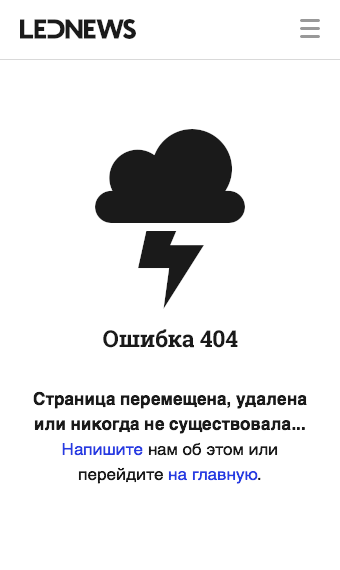 LEDNEWS
Ошибка 404
Страница перемещена, удалена
или никогда не существовала...
Напишите нам об этом или
перейдите на главную.